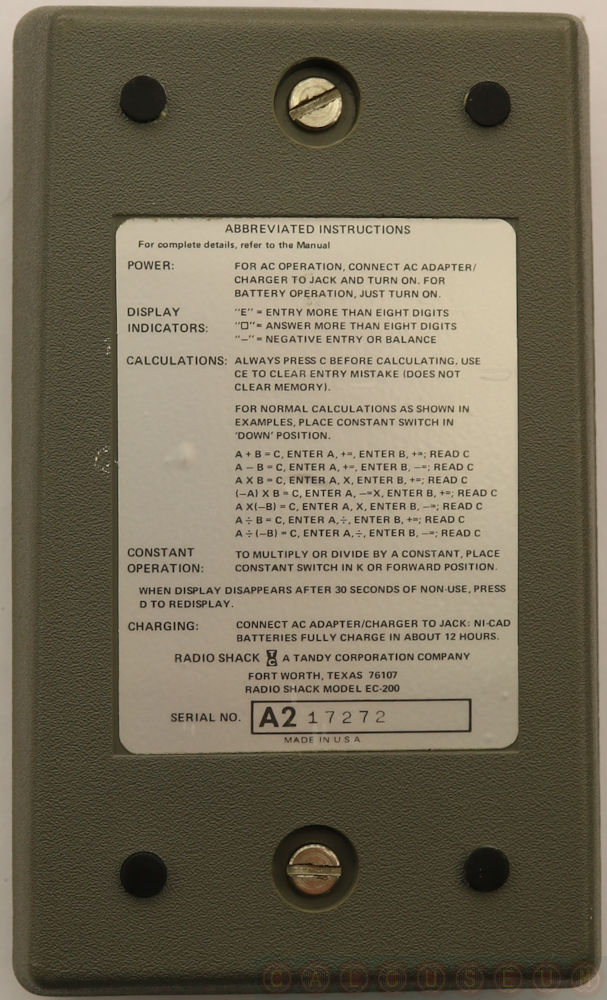 ABBREVIATED INSTRUCTIONS
For complete details, refer to the Manual
POWER: FOR AC OPERATION, CONNECT AC ADAPTER/
CHARGER TO JACK AND TURN ON. FOR
BATTERY OPERATION, JUST TURN ON.
DISPLAY "E" = ENTRY MORE THAN EIGHT DIGITS
INDICATORS: "□" = ANSWER MORE THAN EIGHT DIGITS
"−" = NEGATIVE ENTRY OR BALANCE
CALCULATIONS: ALWAYS PRESS C BEFORE CALCULATING, USE
CE TO CLEAR ENTRY MISTAKE (DOES NOT
CLEAR MEMORY).
FOR NORMAL CALCULATIONS AS SHOWN IN
EXAMPLES, PLACE CONSTANT SWITCH IN
'DOWN' POSITION.
A + B = C, ENTER A, +=, ENTER B, +=; READ C
A − B = C, ENTER A, +=, ENTER B, −=; READ C
A X B = C, ENTER A, X, ENTER B, +=; READ C
(−A) X B = C, ENTER A, −=X, ENTER B, +=; READ C
A X(−B) = C, ENTER A, X, ENTER B, −=; READ C
A ÷ B = C, ENTER A, ÷, ENTER B, +=; READ C
A ÷ (−B) = C, ENTER A, ÷, ENTER B, −=; READ C
CONSTANT TO MULTIPLY OR DIVIDE BY A CONSTANT, PLACE
OPERATION: CONSTANT SWITCH IN K OR FORWARD POSITION.
WHEN DISPLAY DISAPPEARS AFTER 30 SECONDS OF NON-USE, PRESS
D TO REDISPLAY.
CHARGING: CONNECT AC ADAPTER/CHARGER TO JACK: NI-CAD
BATTERIES FULLY CHARGE IN ABOUT 12 HOURS.
RADIO SHACK TC A TANDY CORPORATION COMPANY
FORT WORTH, TEXAS 76107
RADIO SHACK MODEL EC-200
SERIAL NO. A2 17272
MADE IN U.S.A.
CALCUSEUM